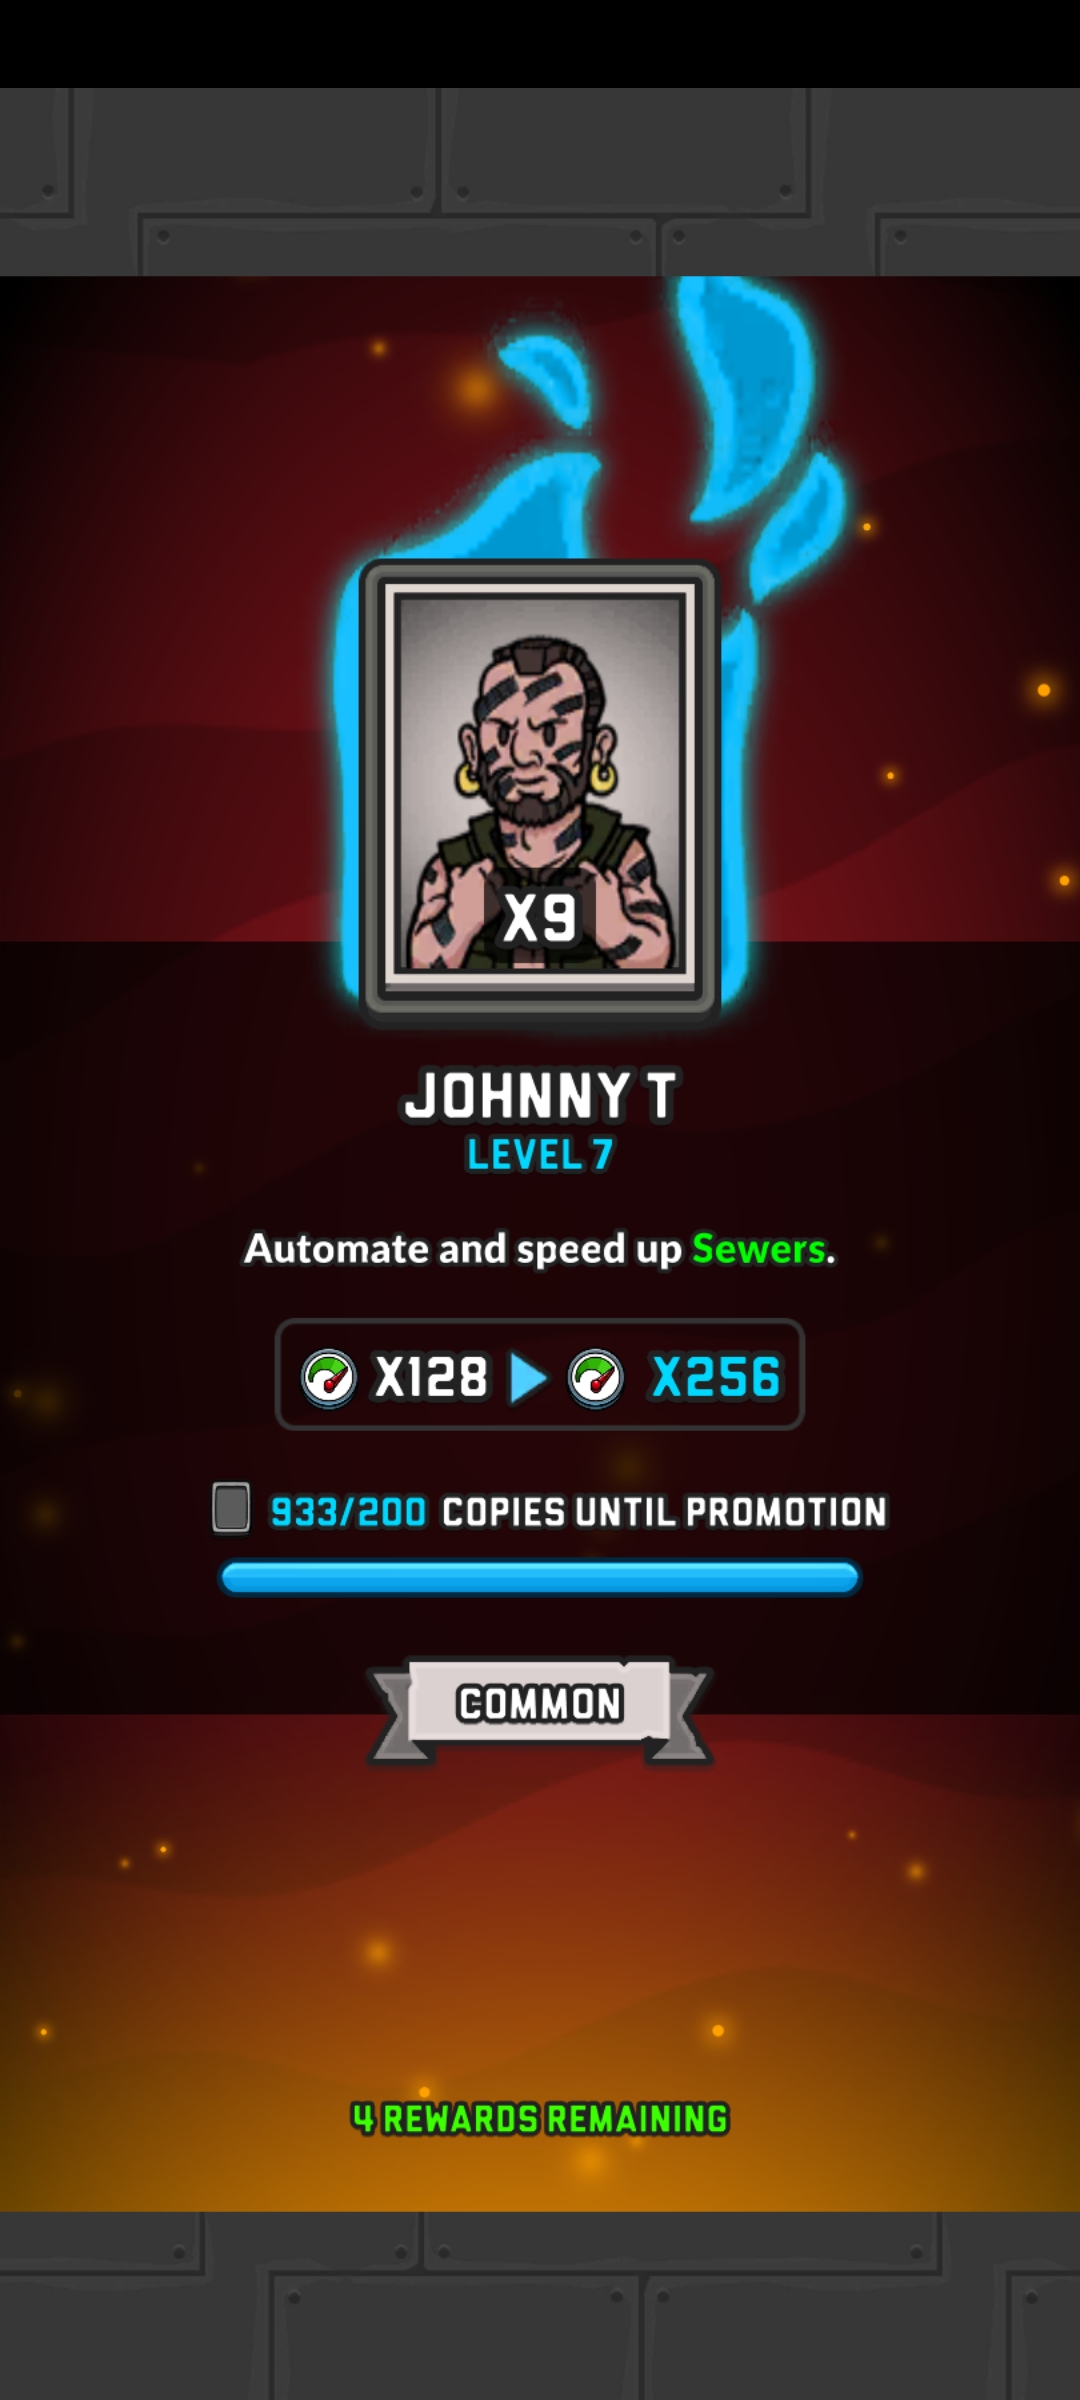 X9
JOHNNY T
LEVEL 7
Automate and speed up Sewers.
X128 X256
933/200 COPIES UNTIL PROMOTION
COMMON
4 REWARDS REMAINING